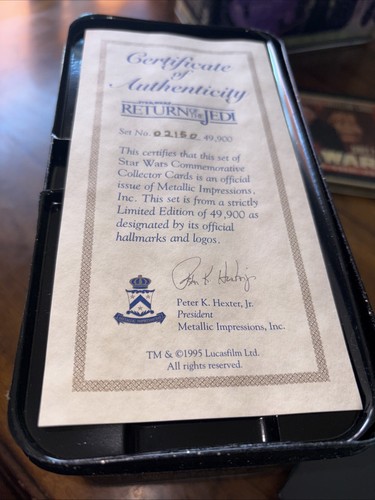 Certificate
of
Authenticity
STAR WARS
RETURN OF THE JEDI
Set No. 02150 49,900
This certifies that this set of
Star Wars Commemorative
Collector Cards is an official
issue of Metallic Impressions,
Inc. This set is from a strictly
Limited Edition of 49,900 as
designated by its official
hallmarks and logos.
Peter K. Hexter, Jr.
President
Metallic Impressions, Inc.
TM & ©1995 Lucasfilm Ltd.
All rights reserved.
WAR